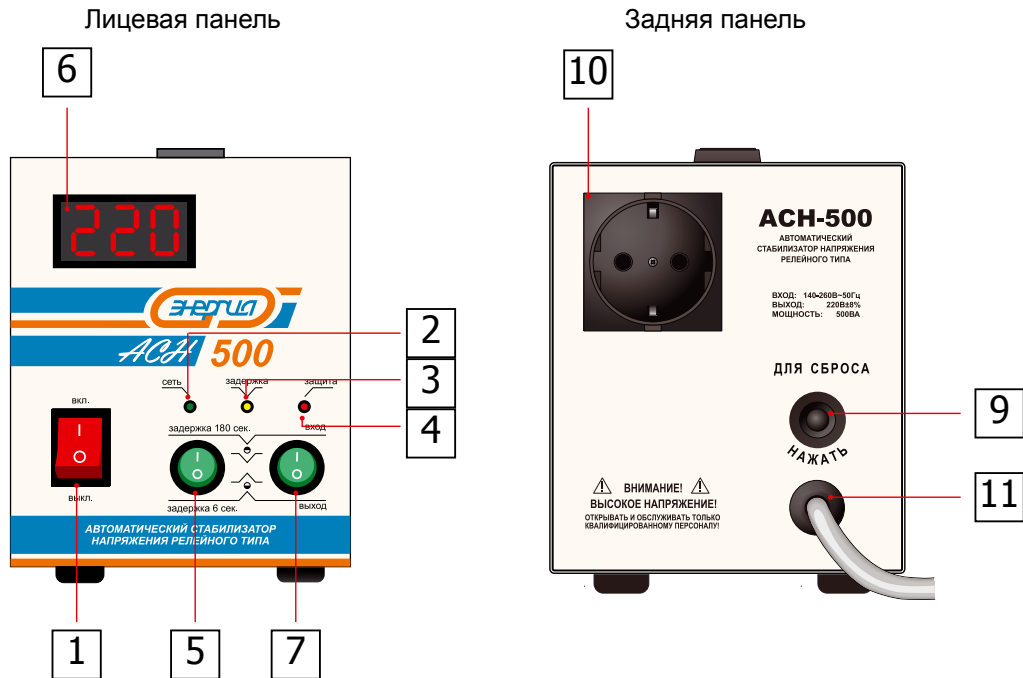 Лицевая панель
Задняя панель
6
10
220
энергия
АСН 500
сеть
задержка
защита
2
3
4
вкл.
I
O
выкл.
задержка 180 сек.
вход
I
O
I
O
задержка 6 сек.
выход
АВТОМАТИЧЕСКИЙ СТАБИЛИЗАТОР
НАПРЯЖЕНИЯ РЕЛЕЙНОГО ТИПА
1
5
7
АСН-500
АВТОМАТИЧЕСКИЙ
СТАБИЛИЗАТОР НАПРЯЖЕНИЯ
РЕЛЕЙНОГО ТИПА
ВХОД: 140-260В~50Гц
ВЫХОД: 220В±8%
МОЩНОСТЬ: 500ВА
ДЛЯ СБРОСА
НАЖАТЬ
9
11
ВНИМАНИЕ!
ВЫСОКОЕ НАПРЯЖЕНИЕ!
ОТКРЫВАТЬ И ОБСЛУЖИВАТЬ ТОЛЬКО
КВАЛИФИЦИРОВАННОМУ ПЕРСОНАЛУ!